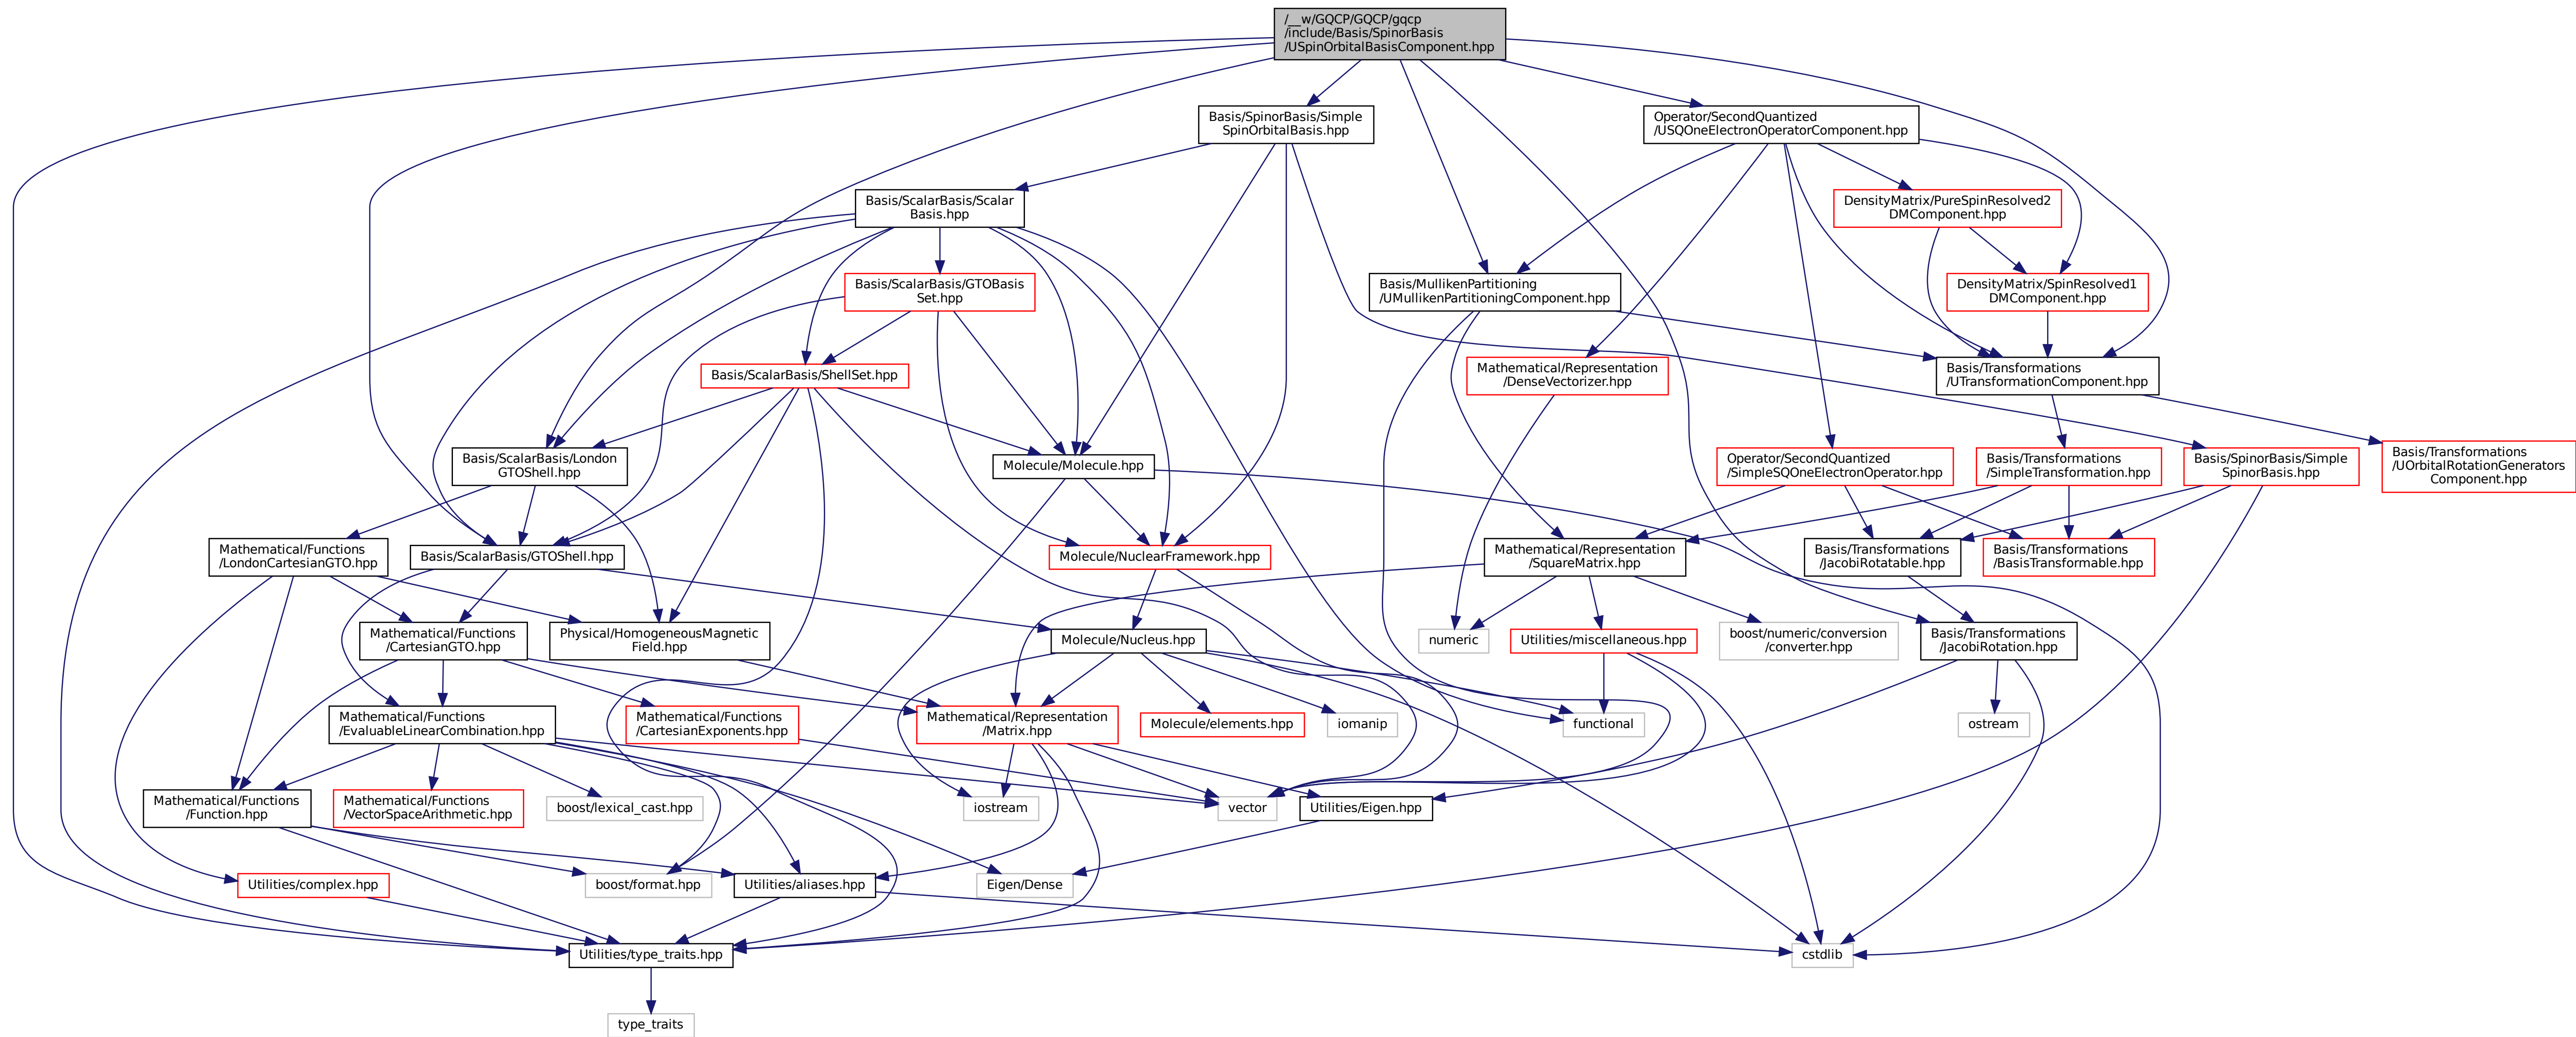 /__w/GQCP/GQCP/gqcp
/include/Basis/SpinorBasis
/USpinOrbitalBasisComponent.hpp
Basis/SpinorBasis/Simple
SpinOrbitalBasis.hpp
Operator/SecondQuantized
/USQOneElectronOperatorComponent.hpp
Basis/ScalarBasis/Scalar
Basis.hpp
DensityMatrix/PureSpinResolved2
DMComponent.hpp
Basis/ScalarBasis/GTOBasis
Set.hpp
Basis/MullikenPartitioning
/UMullikenPartitioningComponent.hpp
DensityMatrix/SpinResolved1
DMComponent.hpp
Basis/ScalarBasis/ShellSet.hpp
Mathematical/Representation
/DenseVectorizer.hpp
Basis/Transformations
/UTransformationComponent.hpp
Basis/ScalarBasis/London
GTOShell.hpp
Molecule/Molecule.hpp
Operator/SecondQuantized
/SimpleSQOneElectronOperator.hpp
Basis/Transformations
/SimpleTransformation.hpp
Basis/SpinorBasis/Simple
SpinorBasis.hpp
Basis/Transformations
/UOrbitalRotationGenerators
Component.hpp
Mathematical/Functions
/LondonCartesianGTO.hpp
Basis/ScalarBasis/GTOShell.hpp
Molecule/NuclearFramework.hpp
Mathematical/Representation
/SquareMatrix.hpp
Basis/Transformations
/JacobiRotatable.hpp
Basis/Transformations
/BasisTransformable.hpp
Mathematical/Functions
/CartesianGTO.hpp
Physical/HomogeneousMagnetic
Field.hpp
Molecule/Nucleus.hpp
numeric
Utilities/miscellaneous.hpp
boost/numeric/conversion
/converter.hpp
Basis/Transformations
/JacobiRotation.hpp
Mathematical/Functions
/EvaluableLinearCombination.hpp
Mathematical/Functions
/CartesianExponents.hpp
Mathematical/Representation
/Matrix.hpp
Molecule/elements.hpp
iomanip
functional
ostream
Mathematical/Functions
/Function.hpp
Mathematical/Functions
/VectorSpaceArithmetic.hpp
boost/lexical_cast.hpp
iostream
vector
Utilities/Eigen.hpp
Utilities/complex.hpp
boost/format.hpp
Utilities/aliases.hpp
Eigen/Dense
Utilities/type_traits.hpp
cstdlib
type_traits